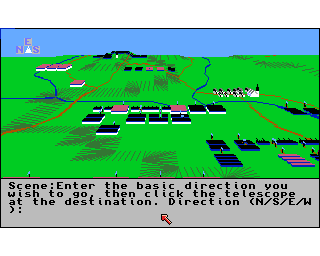 E
N S
Scene;Enter the basic direction you
wish to go, then click the telescope
at the destination. Direction (N/S/E/W
):